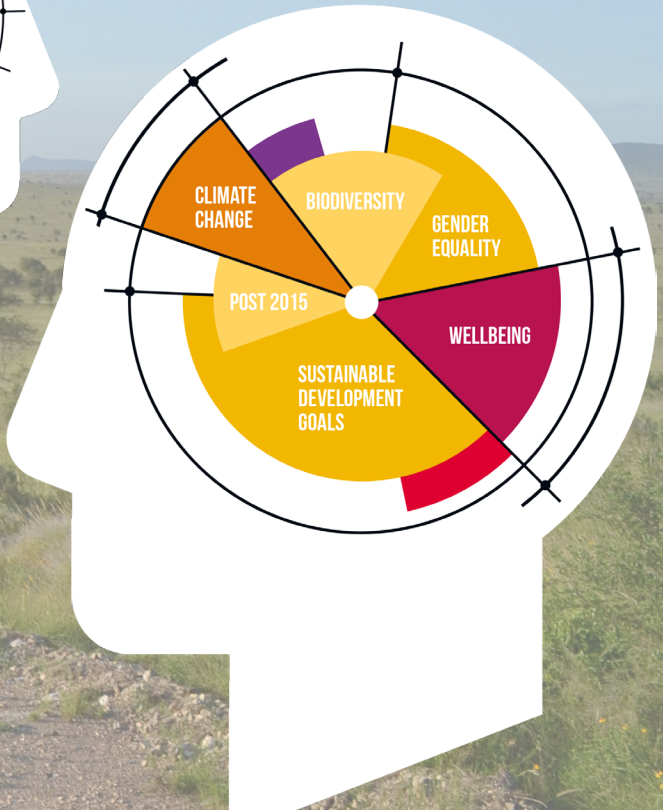 CLIMATE
CHANGE
BIODIVERSITY
GENDER
EQUALITY
POST 2015
WELLBEING
SUSTAINABLE
DEVELOPMENT
GOALS